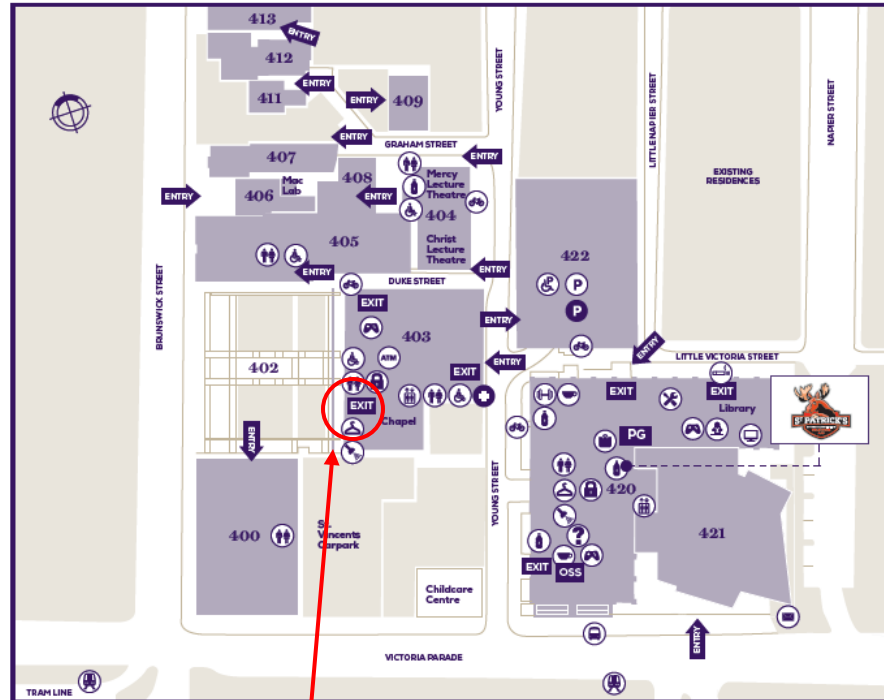 413
ENTRY
412
ENTRY
411
ENTRY
409
YOUNG STREET
LITTLE NAPIER STREET
NAPIER STREET
ENTRY
GRAHAM STREET
ENTRY
407
408
Mercy
Lecture
Theatre
EXISTING
RESIDENCES
ENTRY
406
Mac
Lab
ENTRY
404
405
Christ
Lecture
Theatre
422
ENTRY
ENTRY
DUKE STREET
P
P
P
BRUNSWICK STREET
EXIT
403
ENTRY
ENTRY
402
ATM
EXIT
ENTRY
LITTLE VICTORIA STREET
EXIT
EXIT
EXIT
Chapel
Library
ST PATRICK'S
ENTRY
PG
420
400
St.
Vincents
Carpark
YOUNG STREET
?
421
EXIT
OSS
Childcare
Centre
ENTRY
VICTORIA PARADE
TRAM LINE